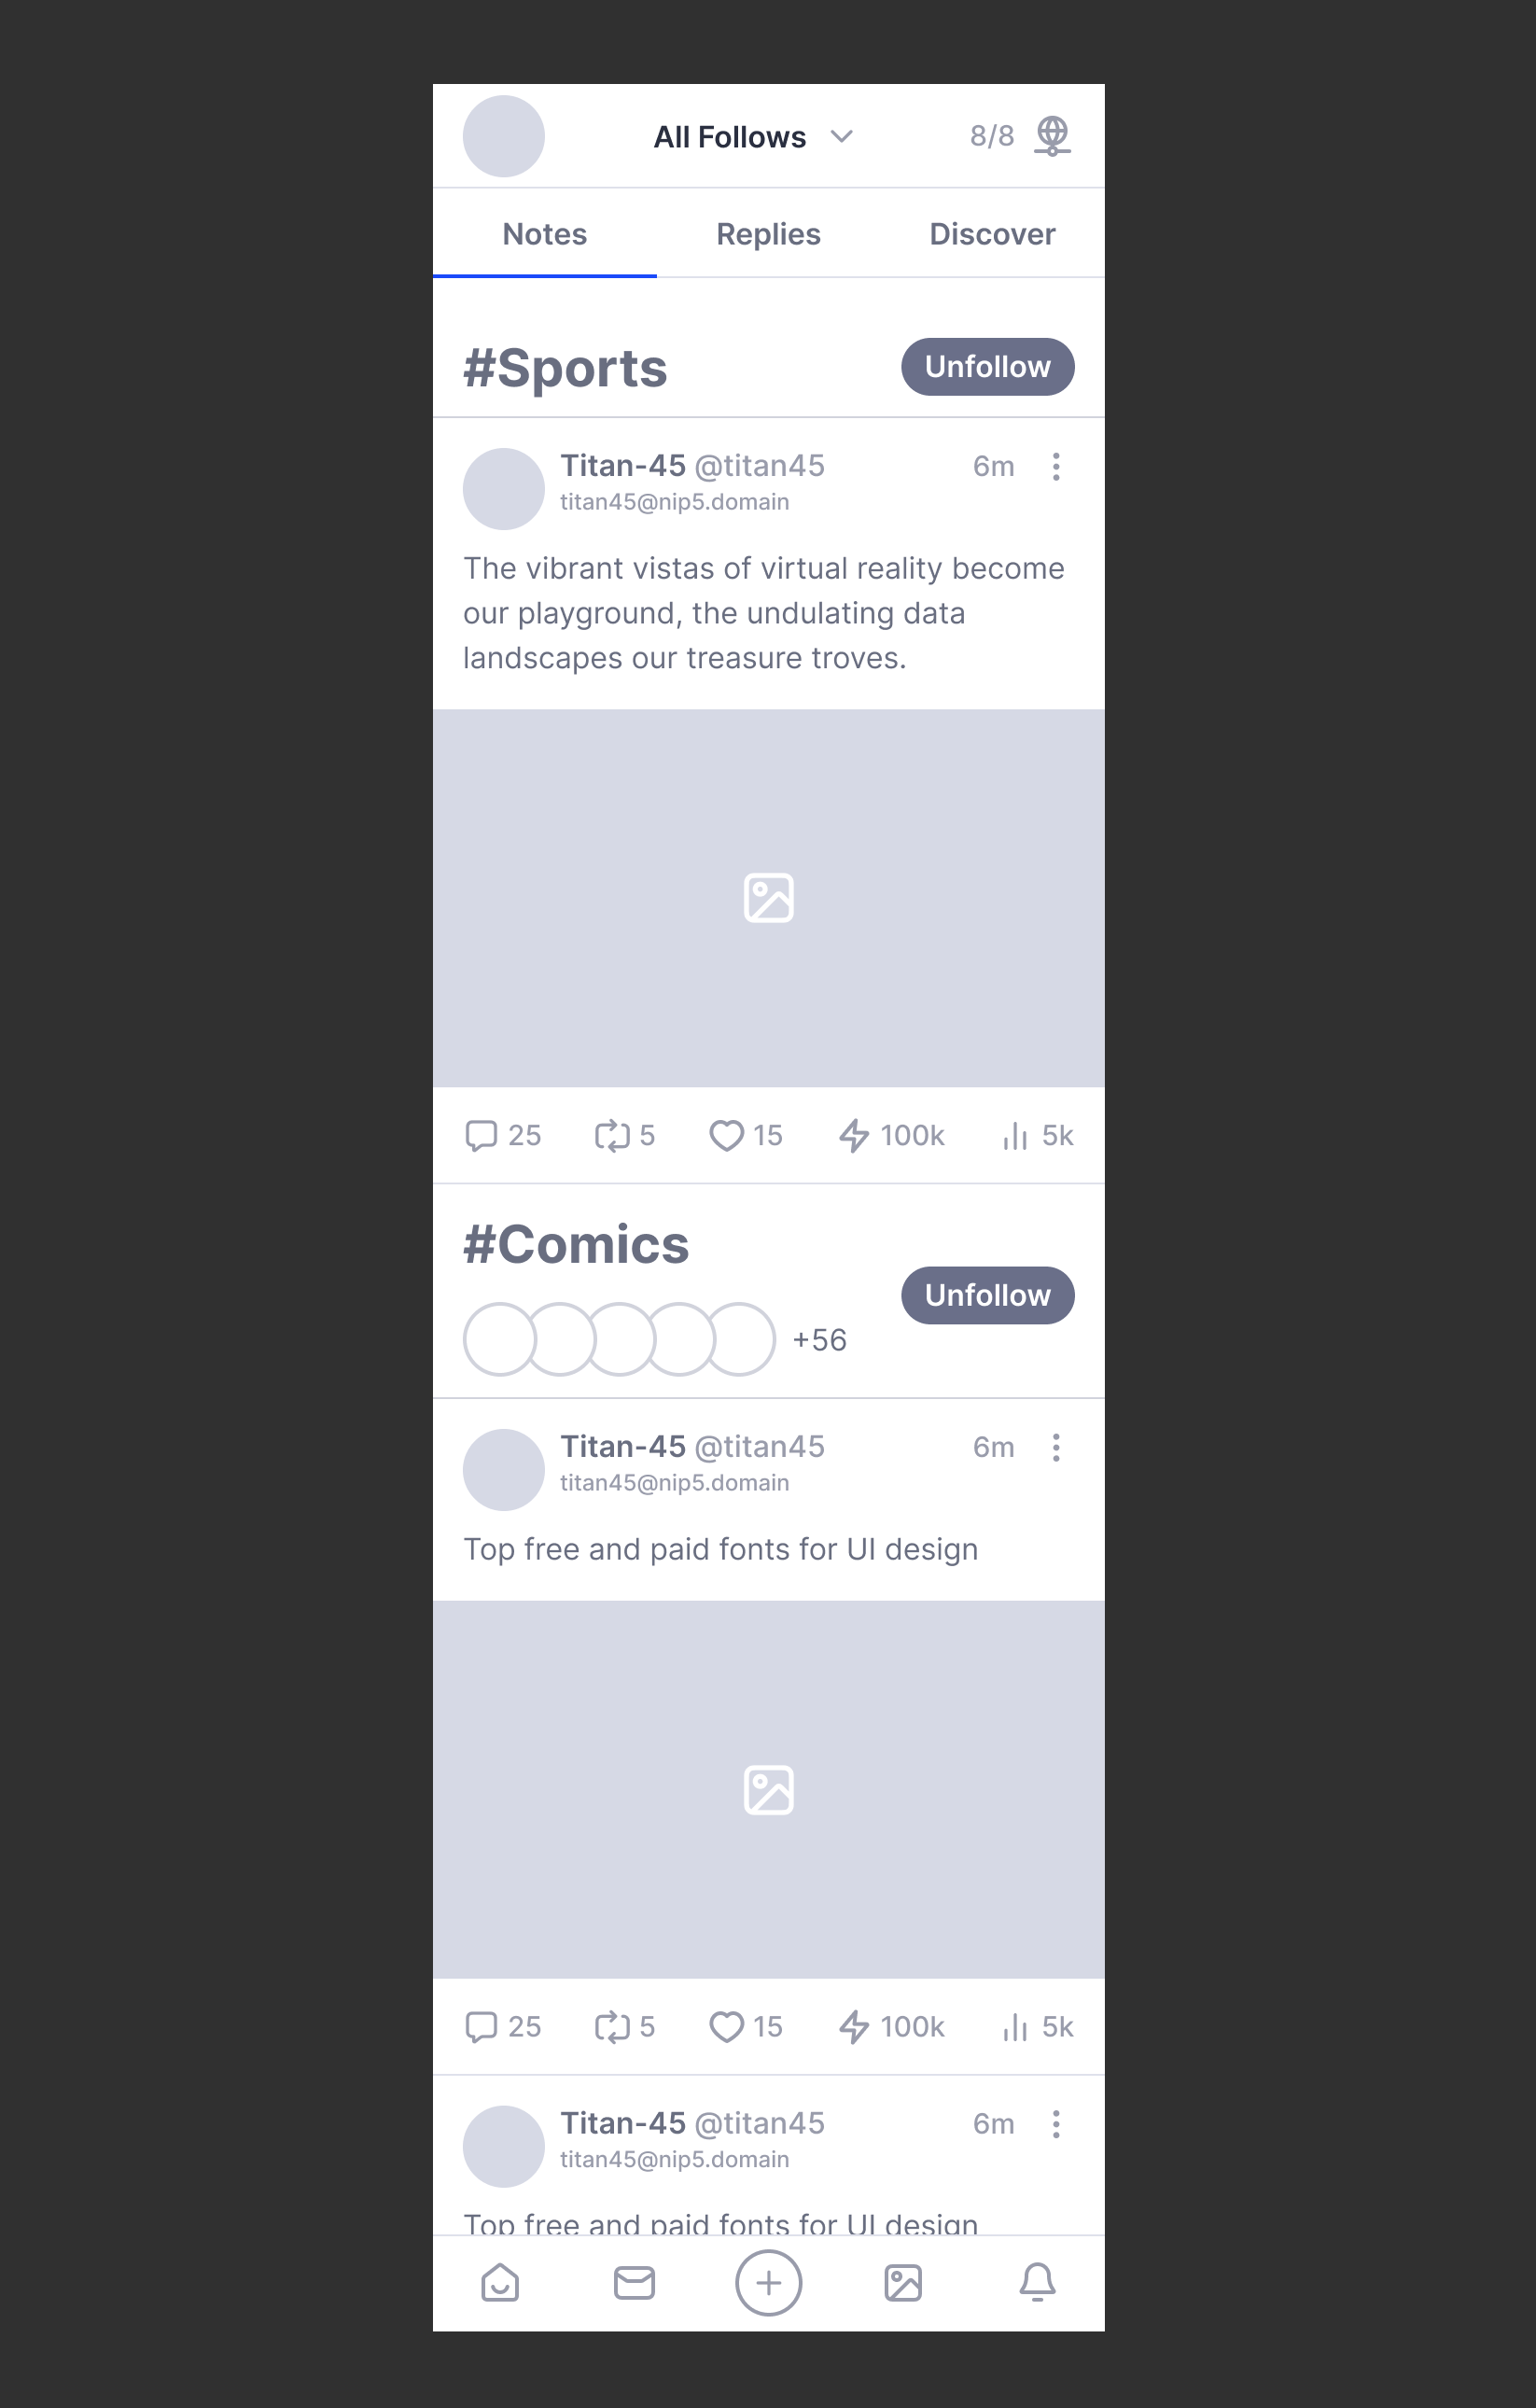 All Follows
8/8
Notes Replies Discover
#Sports
Unfollow
Titan-45 @titan45 6m
titan45@nip5.domain
The vibrant vistas of virtual reality become
our playground, the undulating data
landscapes our treasure troves.
25 5 15 100k 5k
#Comics
Unfollow
+56
Titan-45 @titan45 6m
titan45@nip5.domain
Top free and paid fonts for UI design
25 5 15 100k 5k
Titan-45 @titan45 6m
titan45@nip5.domain
Top free and paid fonts for UI design